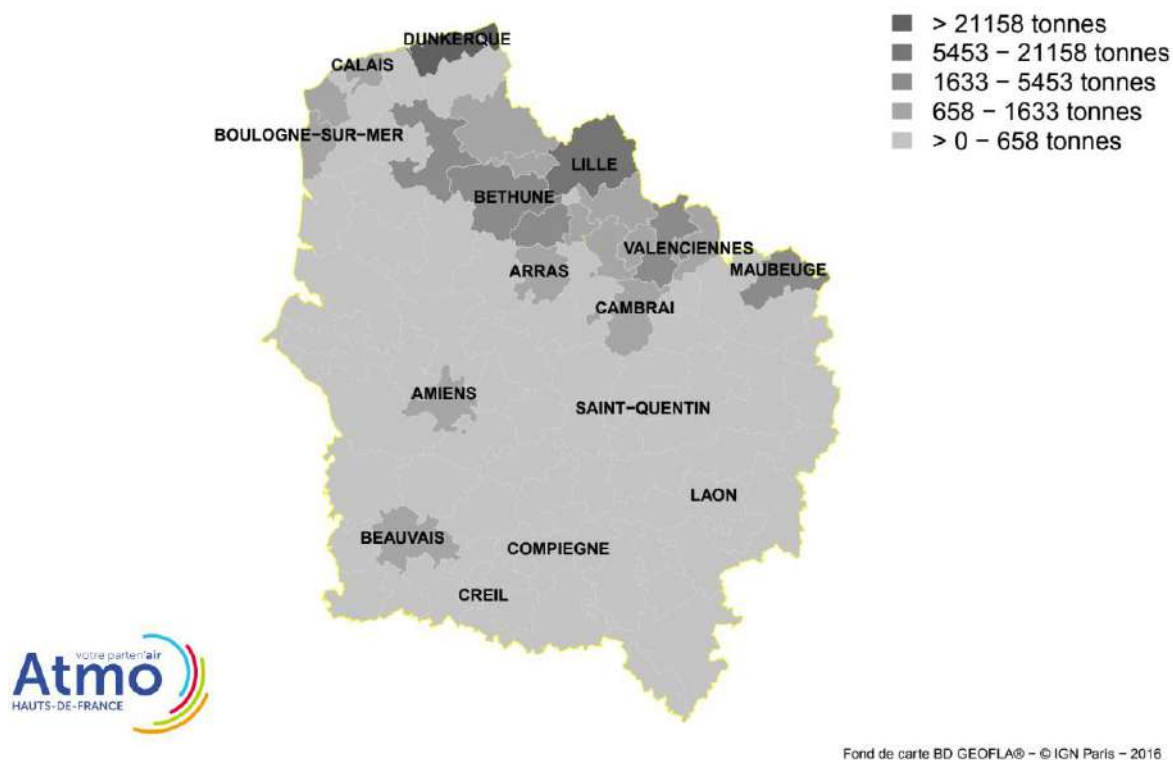 > 21158 tonnes
5453 − 21158 tonnes
1633 − 5453 tonnes
658 − 1633 tonnes
> 0 − 658 tonnes
DUNKERQUE
CALAIS
BOULOGNE−SUR−MER
LILLE
BETHUNE
VALENCIENNES
MAUBEUGE
ARRAS
CAMBRAI
AMIENS
SAINT−QUENTIN
LAON
BEAUVAIS
COMPIEGNE
CREIL
votre parten'air
Atmo
HAUTS-DE-FRANCE
Fond de carte BD GEOFLA® − © IGN Paris − 2016